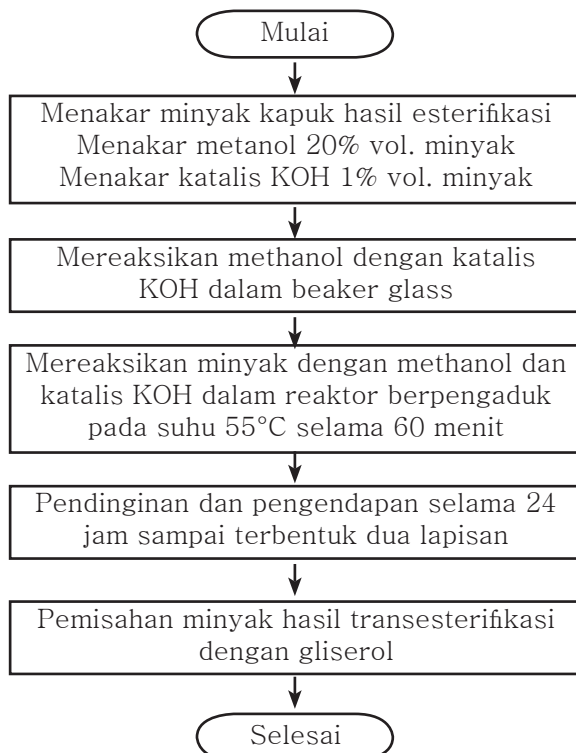 Mulai
Menakar minyak kapuk hasil esterifikasi
Menakar metanol 20% vol. minyak
Menakar katalis KOH 1% vol. minyak
Mereaksikan methanol dengan katalis
KOH dalam beaker glass
Mereaksikan minyak dengan methanol dan
katalis KOH dalam reaktor berpengaduk
pada suhu 55°C selama 60 menit
Pendinginan dan pengendapan selama 24
jam sampai terbentuk dua lapisan
Pemisahan minyak hasil transesterifikasi
dengan gliserol
Selesai